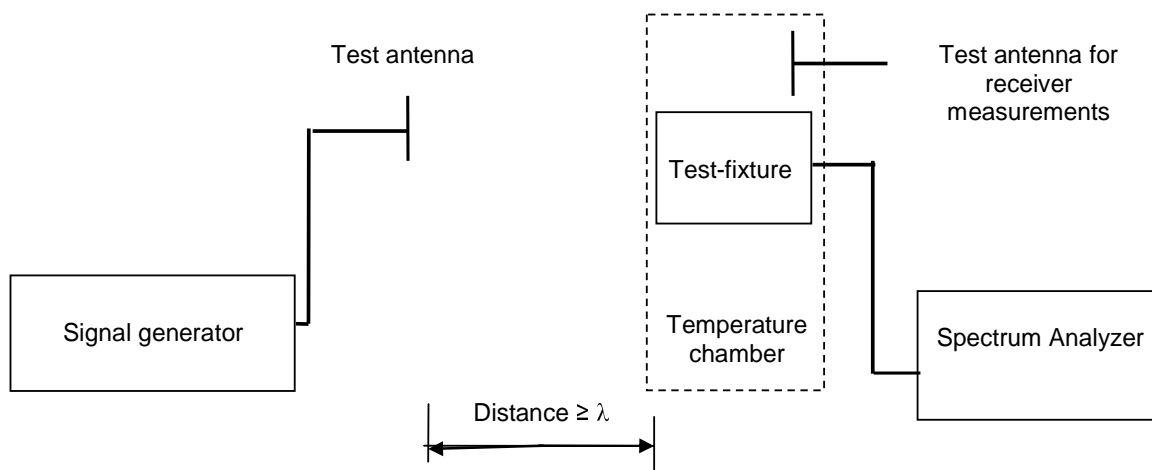 Test antenna
Test antenna for
receiver
measurements
Test-fixture
Signal generator
Temperature
chamber
Spectrum Analyzer
Distance ≥ λ